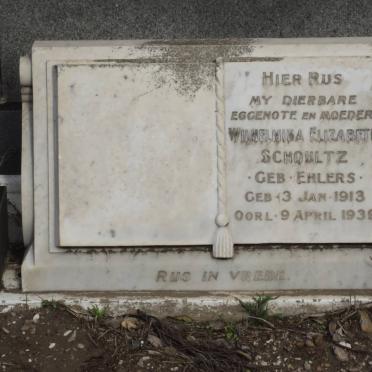 HIER RUS
MY DIERBARE
EGGENOTE EN MOEDER
WILHELMINA ELIZABETH
SCHOULTZ
GEB·EHLERS·
GEB·3 JAN·1913
OORL·9 APRIL·1939
RUS IN VREDE.